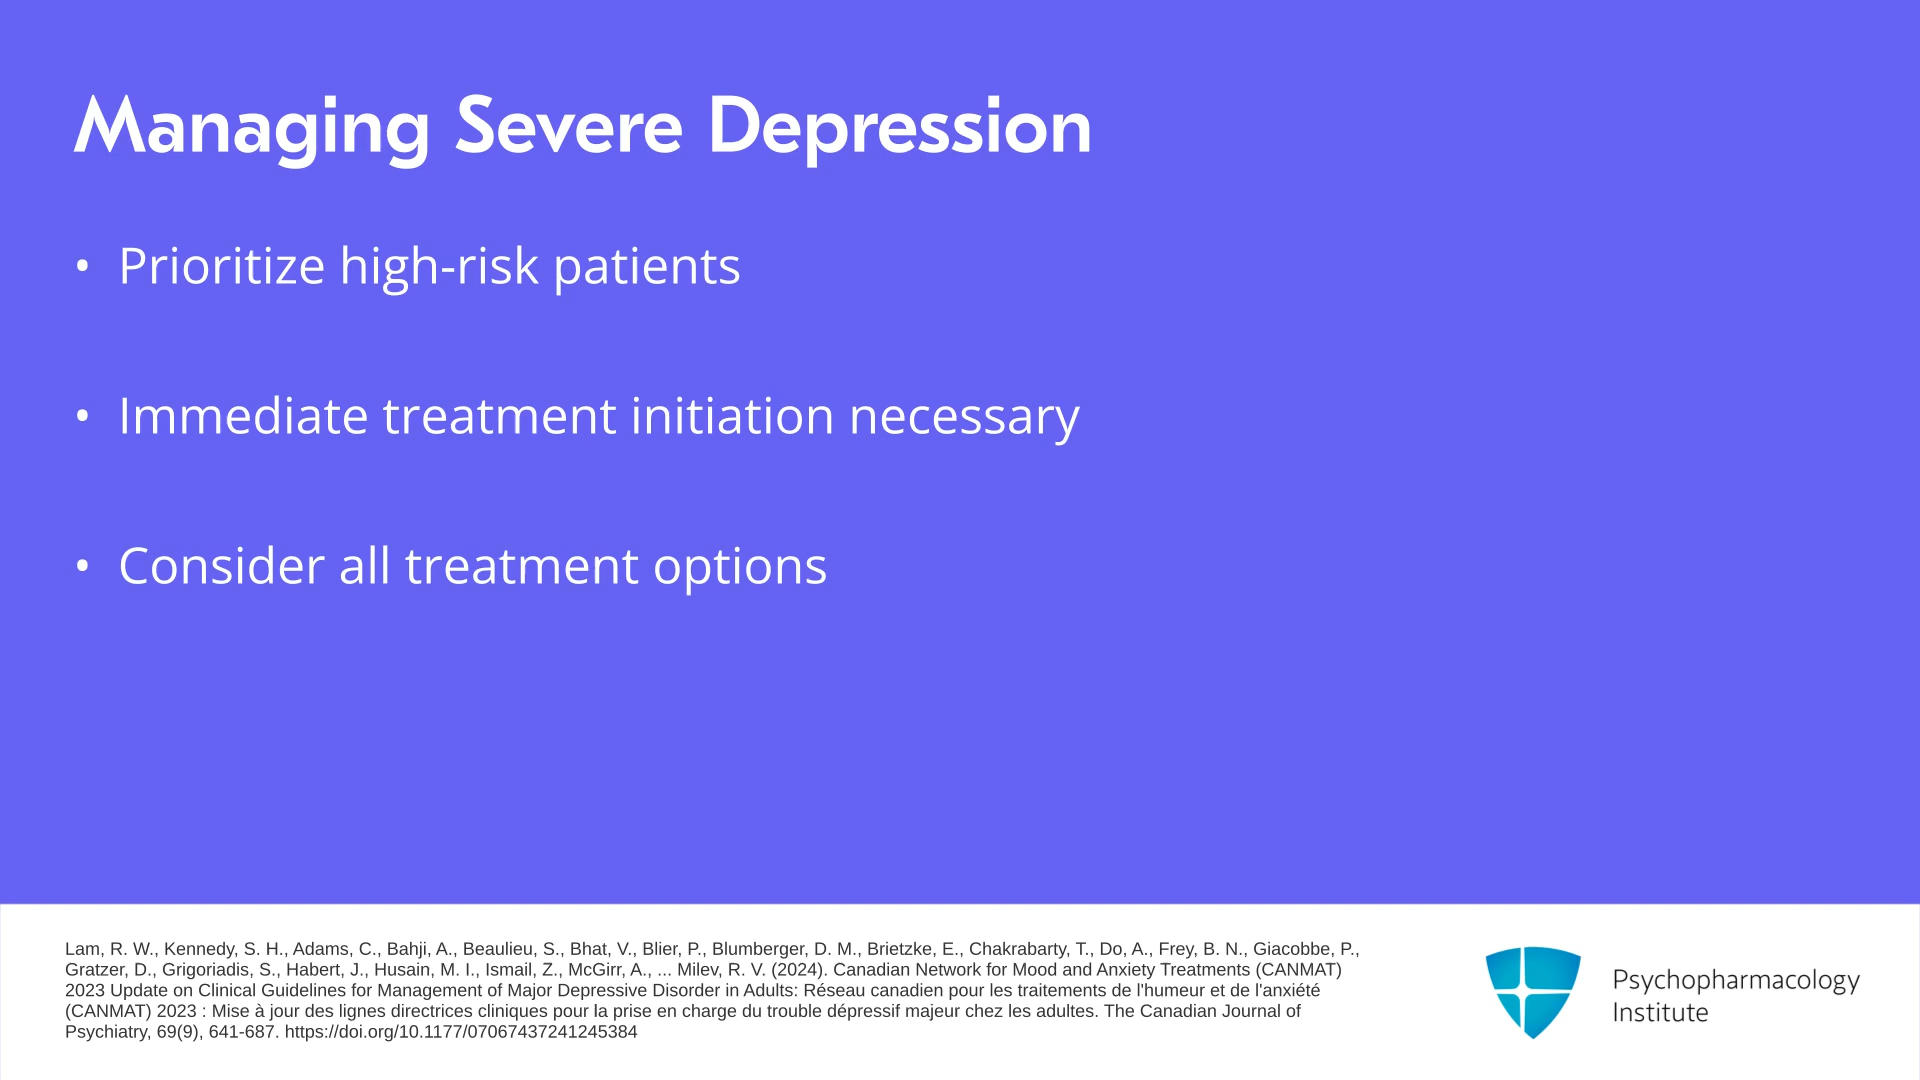 Managing Severe Depression
• Prioritize high-risk patients
• Immediate treatment initiation necessary
• Consider all treatment options
Lam, R. W., Kennedy, S. H., Adams, C., Bahji, A., Beaulieu, S., Bhat, V., Blier, P., Blumberger, D. M., Brietzke, E., Chakrabarty, T., Do, A., Frey, B. N., Giacobbe, P.,
Gratzer, D., Grigoriadis, S., Habert, J., Husain, M. I., Ismail, Z., McGirr, A., ... Milev, R. V. (2024). Canadian Network for Mood and Anxiety Treatments (CANMAT)
2023 Update on Clinical Guidelines for Management of Major Depressive Disorder in Adults: Réseau canadien pour les traitements de l'humeur et de l'anxiété
(CANMAT) 2023 : Mise à jour des lignes directrices cliniques pour la prise en charge du trouble dépressif majeur chez les adultes. The Canadian Journal of
Psychiatry, 69(9), 641-687. https://doi.org/10.1177/07067437241245384
Psychopharmacology
Institute